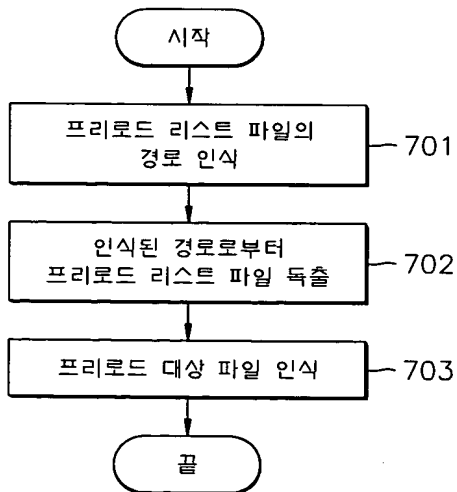 시작
프리로드 리스트 파일의
경로 인식
701
인식된 경로로부터
프리로드 리스트 파일 독출
702
프리로드 대상 파일 인식
703
끝